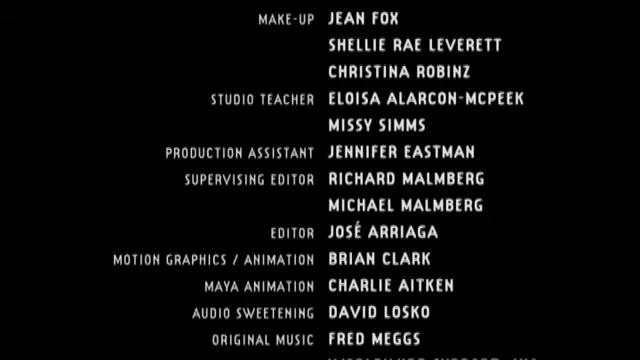 MAKE-UP JEAN FOX
SHELLIE RAE LEVERETT
CHRISTINA ROBINZ
STUDIO TEACHER ELOISA ALARCON-MCPEEK
MISSY SIMMS
PRODUCTION ASSISTANT JENNIFER EASTMAN
SUPERVISING EDITOR RICHARD MALMBERG
MICHAEL MALMBERG
EDITOR JOSÉ ARRIAGA
MOTION GRAPHICS / ANIMATION BRIAN CLARK
MAYA ANIMATION CHARLIE AITKEN
AUDIO SWEETENING DAVID LOSKO
ORIGINAL MUSIC FRED MEGGS